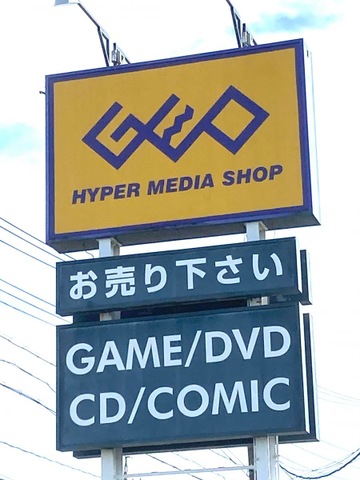 GEO
HYPER MEDIA SHOP
お売り下さい
GAME/DVD
CD/COMIC